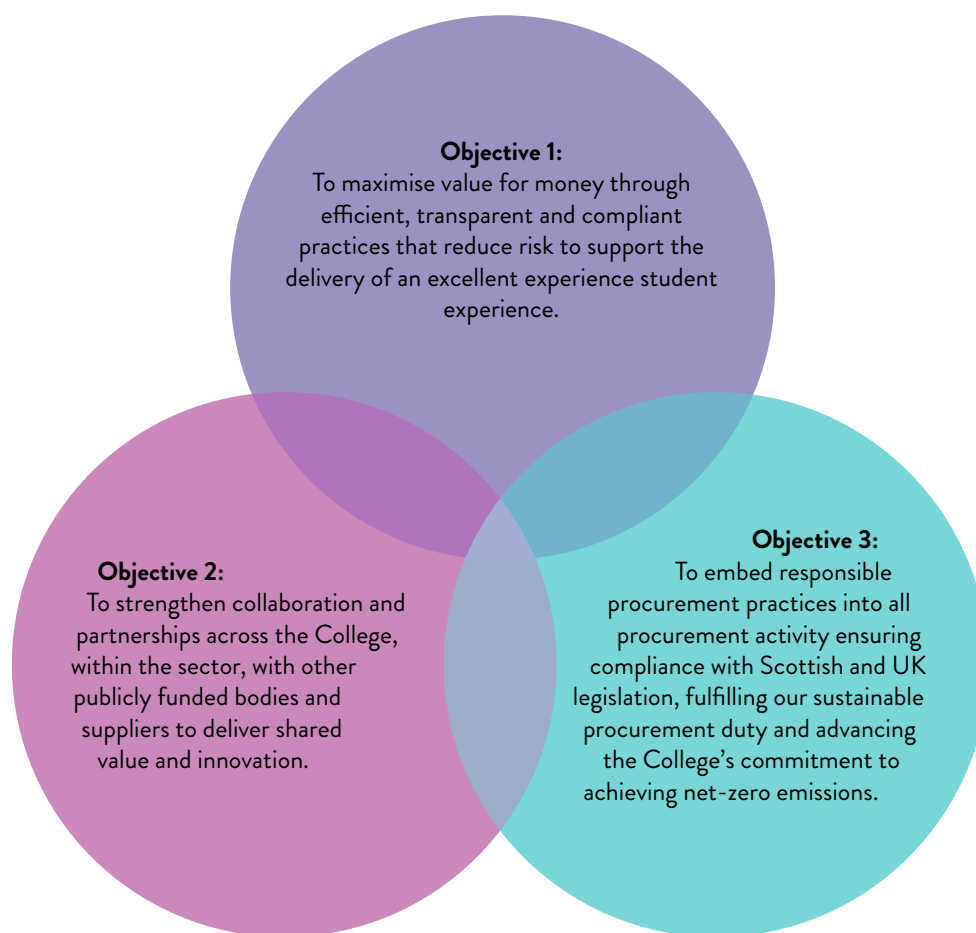 Objective 1:
To maximise value for money through
efficient, transparent and compliant
practices that reduce risk to support the
delivery of an excellent experience student
experience.
Objective 2:
To strengthen collaboration and
partnerships across the College,
within the sector, with other
publicly funded bodies and
suppliers to deliver shared
value and innovation.
Objective 3:
To embed responsible
procurement practices into all
procurement activity ensuring
compliance with Scottish and UK
legislation, fulfilling our sustainable
procurement duty and advancing
the College’s commitment to
achieving net-zero emissions.